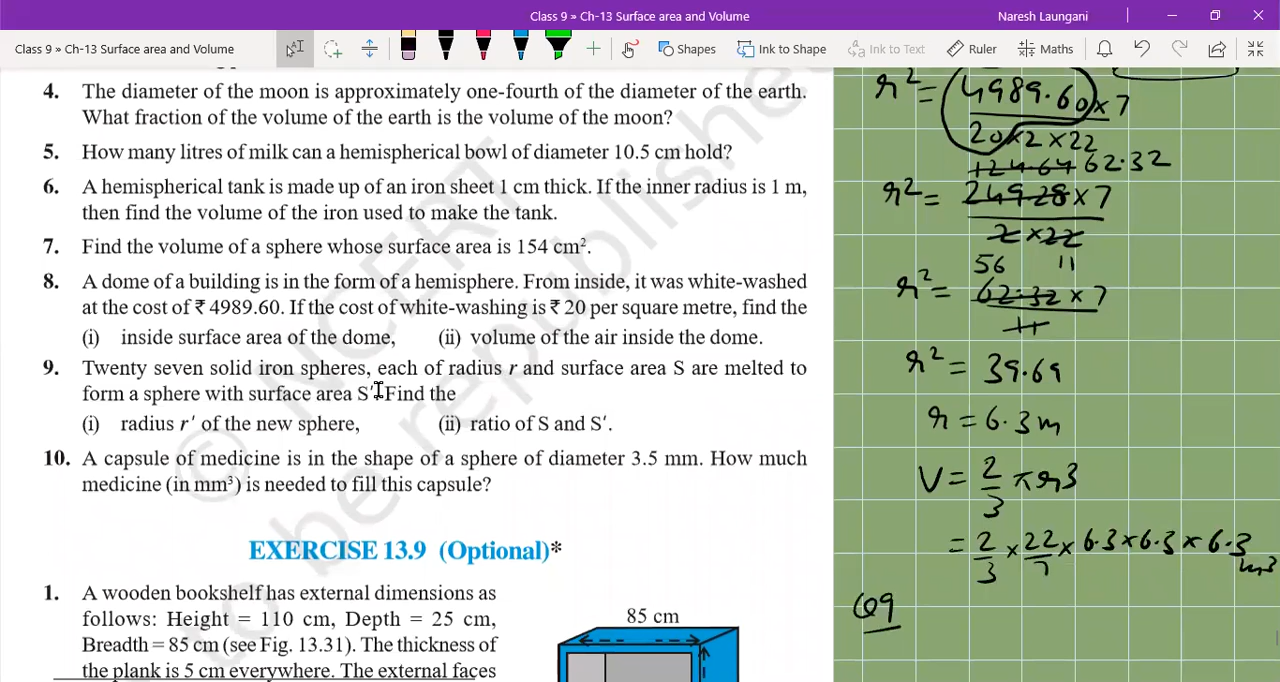 Class 9 » Ch-13 Surface area and Volume
Naresh Laungani
Class 9 » Ch-13 Surface area and Volume
Shapes
Ink to Shape
Ink to Text
Ruler
Maths
4. The diameter of the moon is approximately one-fourth of the diameter of the earth.
What fraction of the volume of the earth is the volume of the moon?
5. How many litres of milk can a hemispherical bowl of diameter 10.5 cm hold?
6. A hemispherical tank is made up of an iron sheet 1 cm thick. If the inner radius is 1 m,
then find the volume of the iron used to make the tank.
7. Find the volume of a sphere whose surface area is 154 cm².
8. A dome of a building is in the form of a hemisphere. From inside, it was white-washed
at the cost of ₹ 4989.60. If the cost of white-washing is ₹ 20 per square metre, find the
(i) inside surface area of the dome, (ii) volume of the air inside the dome.
9. Twenty seven solid iron spheres, each of radius r and surface area S are melted to
form a sphere with surface area S′. Find the
(i) radius r′ of the new sphere, (ii) ratio of S and S′.
10. A capsule of medicine is in the shape of a sphere of diameter 3.5 mm. How much
medicine (in mm³) is needed to fill this capsule?
EXERCISE 13.9 (Optional)*
1. A wooden bookshelf has external dimensions as
follows: Height = 110 cm, Depth = 25 cm,
Breadth = 85 cm (see Fig. 13.31). The thickness of
the plank is 5 cm everywhere. The external faces
85 cm
© NCERT
to be republished
r² = 4989.60 × 7
20 × 2 × 22
12464 62.32
r² = 24928 × 7
2 × 22
56 11
r² = 62.32 × 7
11
r² = 39.69
r = 6.3 m
V = 2/3 πr3
= 2/3 × 22/7 × 6.3 × 6.3 × 6.3
m3
Q9